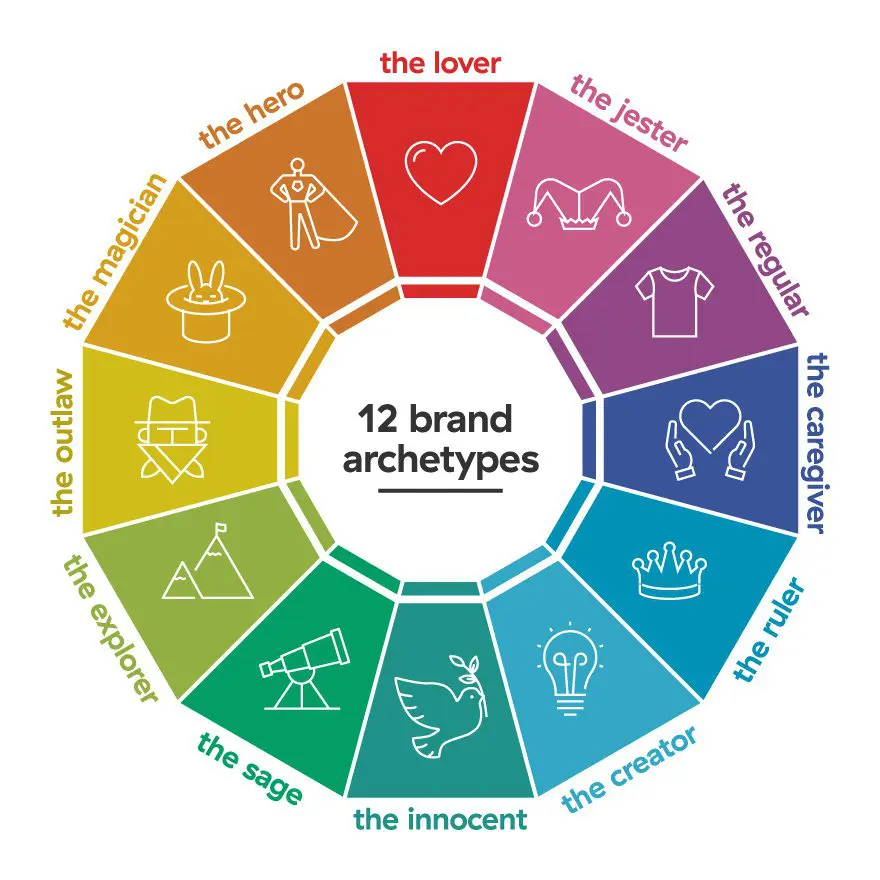 the lover
the jester
the regular
the caregiver
the ruler
the creator
the innocent
the sage
the explorer
the outlaw
the magician
the hero
12 brand
archetypes